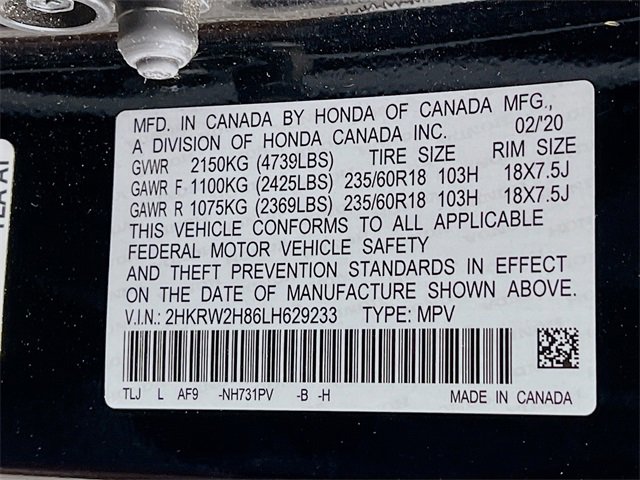 MFD. IN CANADA BY HONDA OF CANADA MFG.,
A DIVISION OF HONDA CANADA INC. 02/'20
GVWR 2150KG (4739LBS) TIRE SIZE RIM SIZE
GAWR F 1100KG (2425LBS) 235/60R18 103H 18X7.5J
GAWR R 1075KG (2369LBS) 235/60R18 103H 18X7.5J
THIS VEHICLE CONFORMS TO ALL APPLICABLE
FEDERAL MOTOR VEHICLE SAFETY
AND THEFT PREVENTION STANDARDS IN EFFECT
ON THE DATE OF MANUFACTURE SHOWN ABOVE.
V.I.N.: 2HKRW2H86LH629233 TYPE: MPV
TLJ L AF9 -NH731PV -B -H MADE IN CANADA